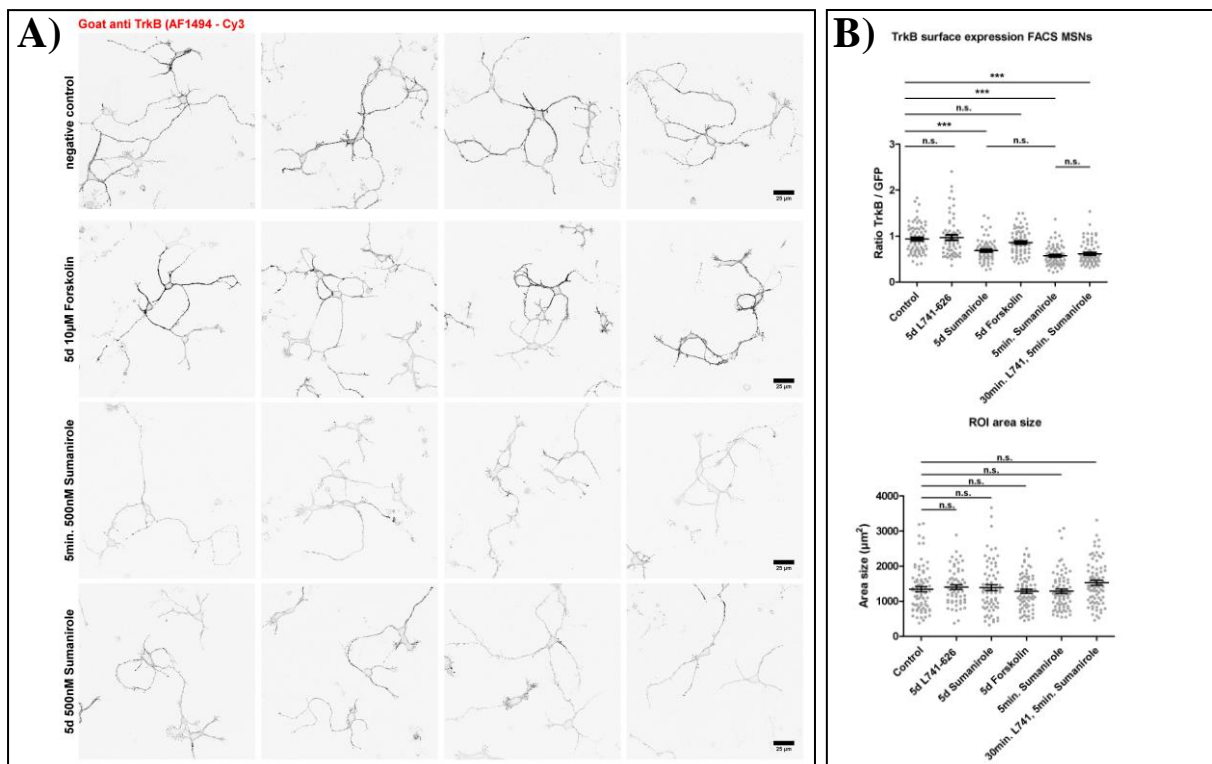 A)
Goat anti TrkB (AF1494 - Cy3
negative control
25 µm
5d 10µM Forskolin
25 µm
5min. 500nM Sumanirole
25 µm
5d 500nM Sumanirole
25 µm
B)
TrkB surface expression FACS MSNs
***
***
n.s.
***
n.s.
n.s.
n.s.
3
2
1
0
Ratio TrkB / GFP
Control
5d L741-626
5d Sumanirole
5d Forskolin
5min. Sumanirole
30min. L741, 5min. Sumanirole
ROI area size
n.s.
n.s.
n.s.
n.s.
n.s.
4000
3000
2000
1000
0
Area size (µm²)
Control
5d L741-626
5d Sumanirole
5d Forskolin
5min. Sumanirole
30min. L741, 5min. Sumanirole